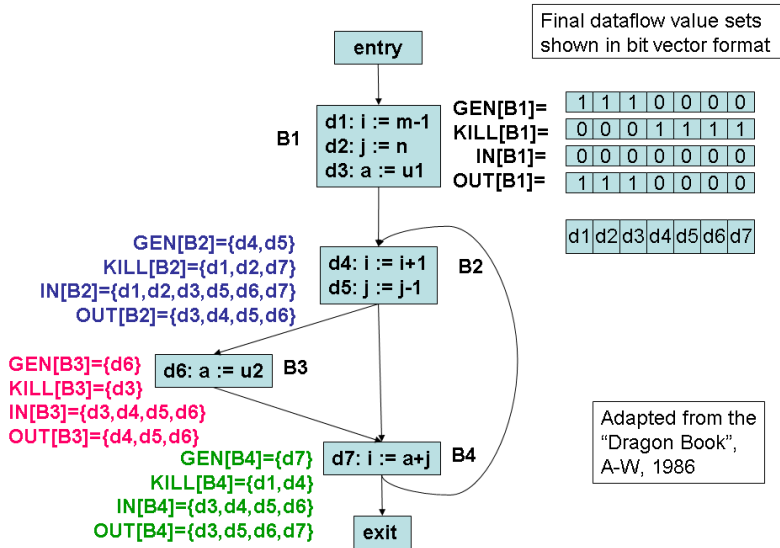 Final dataflow value sets
shown in bit vector format
entry
B1
d1: i := m-1
d2: j := n
d3: a := u1
GEN[B1]= 1 1 1 0 0 0 0
KILL[B1]= 0 0 0 1 1 1 1
IN[B1]= 0 0 0 0 0 0 0
OUT[B1]= 1 1 1 0 0 0 0
d1 d2 d3 d4 d5 d6 d7
GEN[B2]={d4,d5}
KILL[B2]={d1,d2,d7}
IN[B2]={d1,d2,d3,d5,d6,d7}
OUT[B2]={d3,d4,d5,d6}
d4: i := i+1
d5: j := j-1
B2
GEN[B3]={d6}
KILL[B3]={d3}
IN[B3]={d3,d4,d5,d6}
OUT[B3]={d4,d5,d6}
d6: a := u2
B3
GEN[B4]={d7}
KILL[B4]={d1,d4}
IN[B4]={d3,d4,d5,d6}
OUT[B4]={d3,d5,d6,d7}
d7: i := a+j
B4
exit
Adapted from the
“Dragon Book”,
A-W, 1986